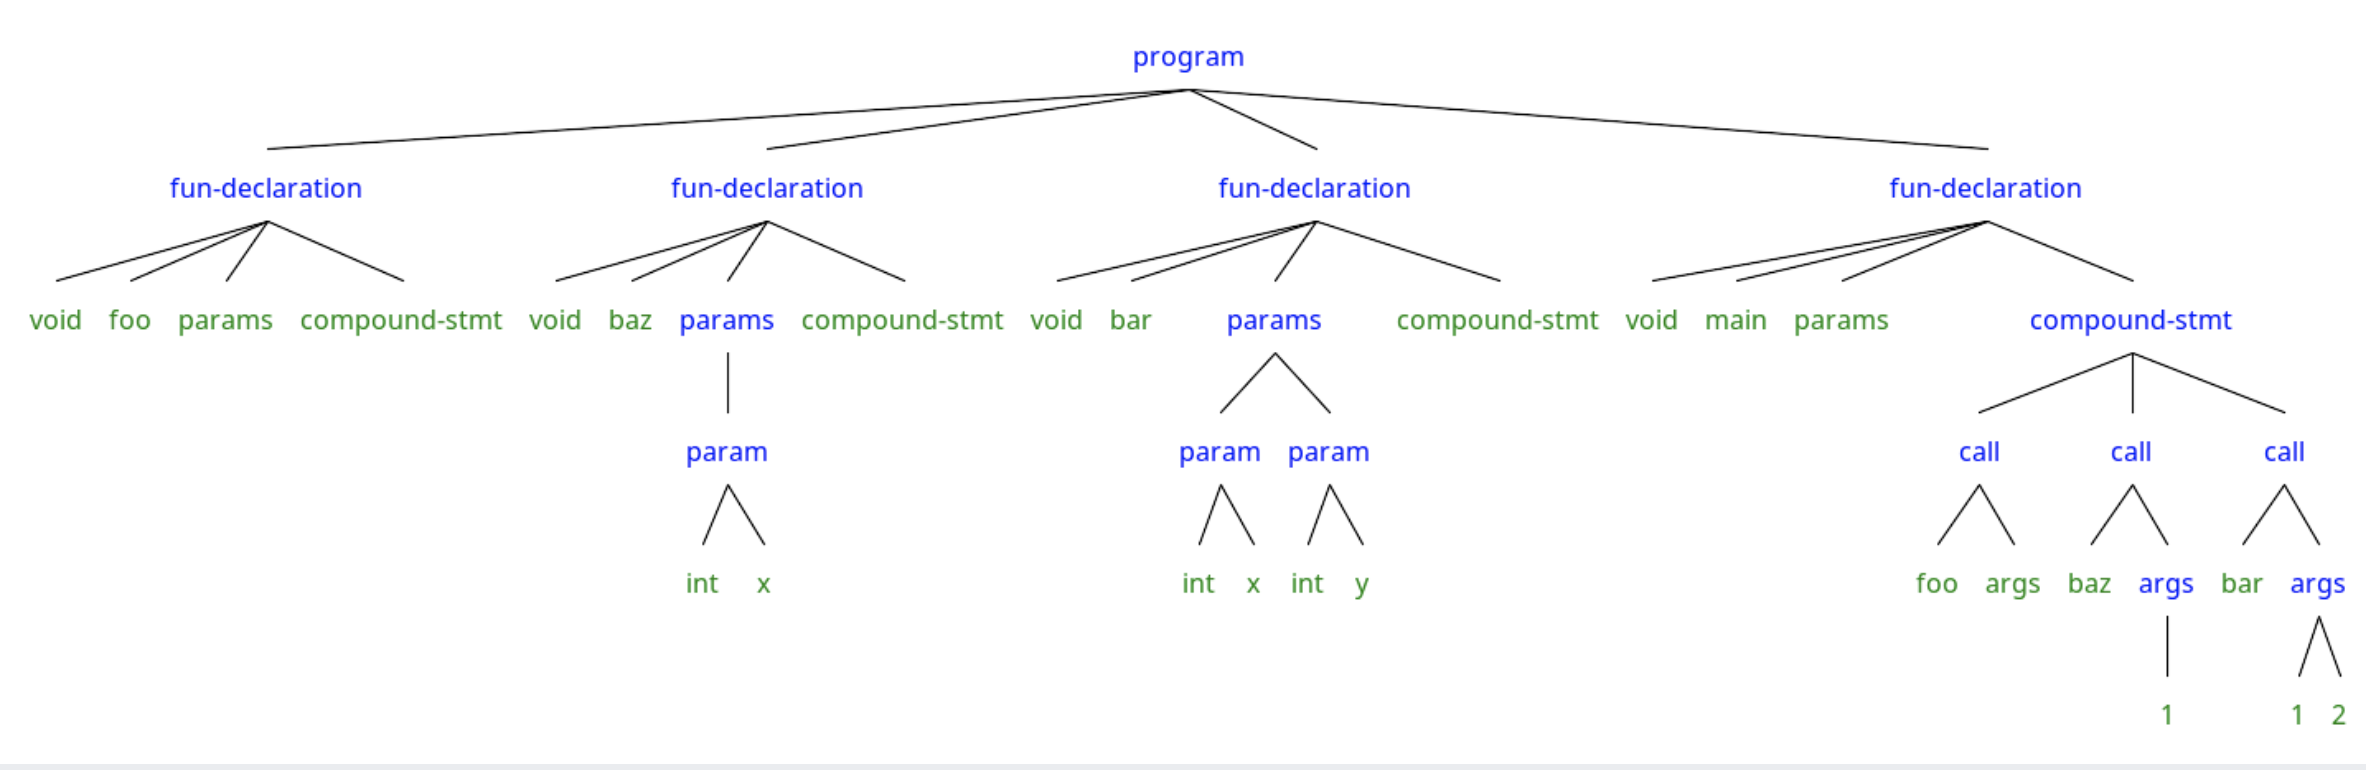 program
fun-declaration fun-declaration fun-declaration fun-declaration
void foo params compound-stmt void baz params compound-stmt void bar params compound-stmt void main params compound-stmt
param param param call call call
int x int x int y foo args baz args bar args
1 1 2